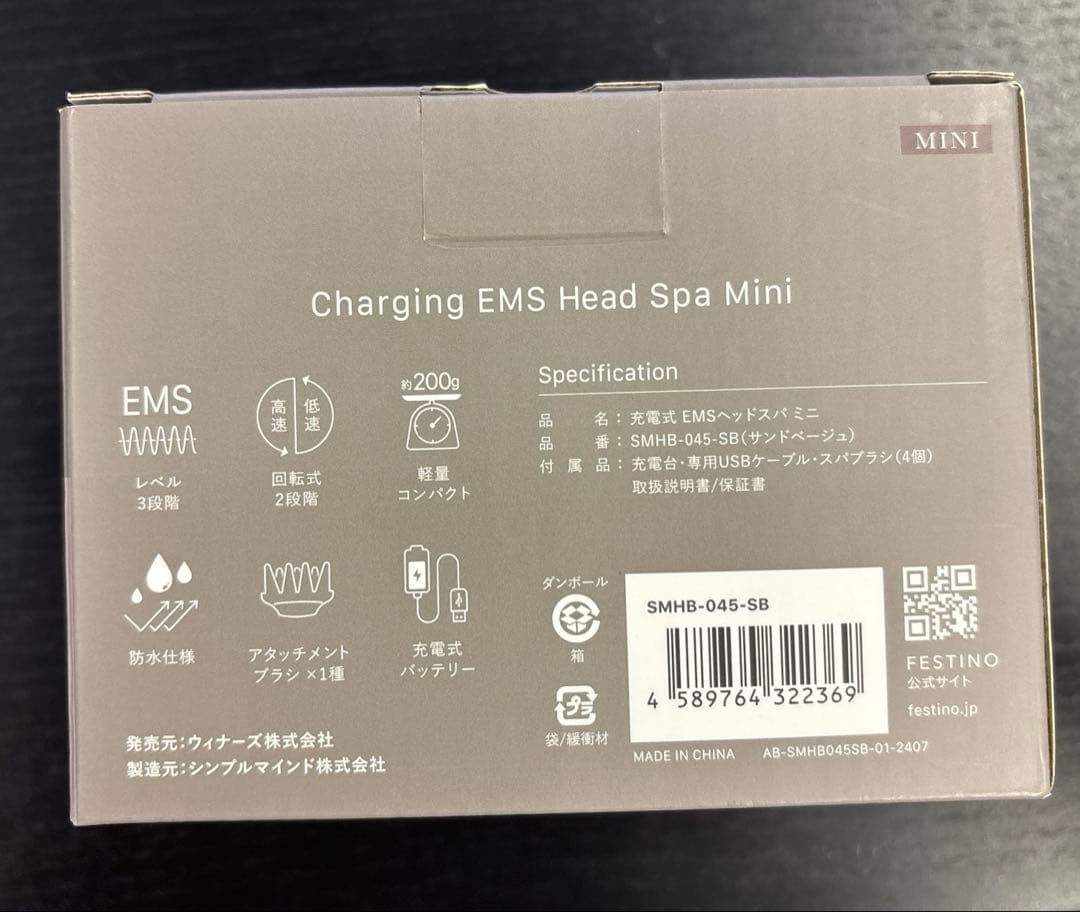 MINI
Charging EMS Head Spa Mini
EMS
レベル
3段階
高速
低速
回転式
2段階
約200g
軽量
コンパクト
Specification
品名：充電式 EMSヘッドスパ ミニ
品番：SMHB-045-SB（サンドベージュ）
付属品：充電台・専用USBケーブル・スパブラシ（4個）
取扱説明書/保証書
防水仕様
アタッチメント
ブラシ ×1種
充電式
バッテリー
ダンボール
箱
プラ
袋/緩衝材
SMHB-045-SB
4 589764 322369
FESTINO
公式サイト
festino.jp
発売元：ウィナーズ株式会社
製造元：シンプルマインド株式会社
MADE IN CHINA AB-SMHB045SB-01-2407